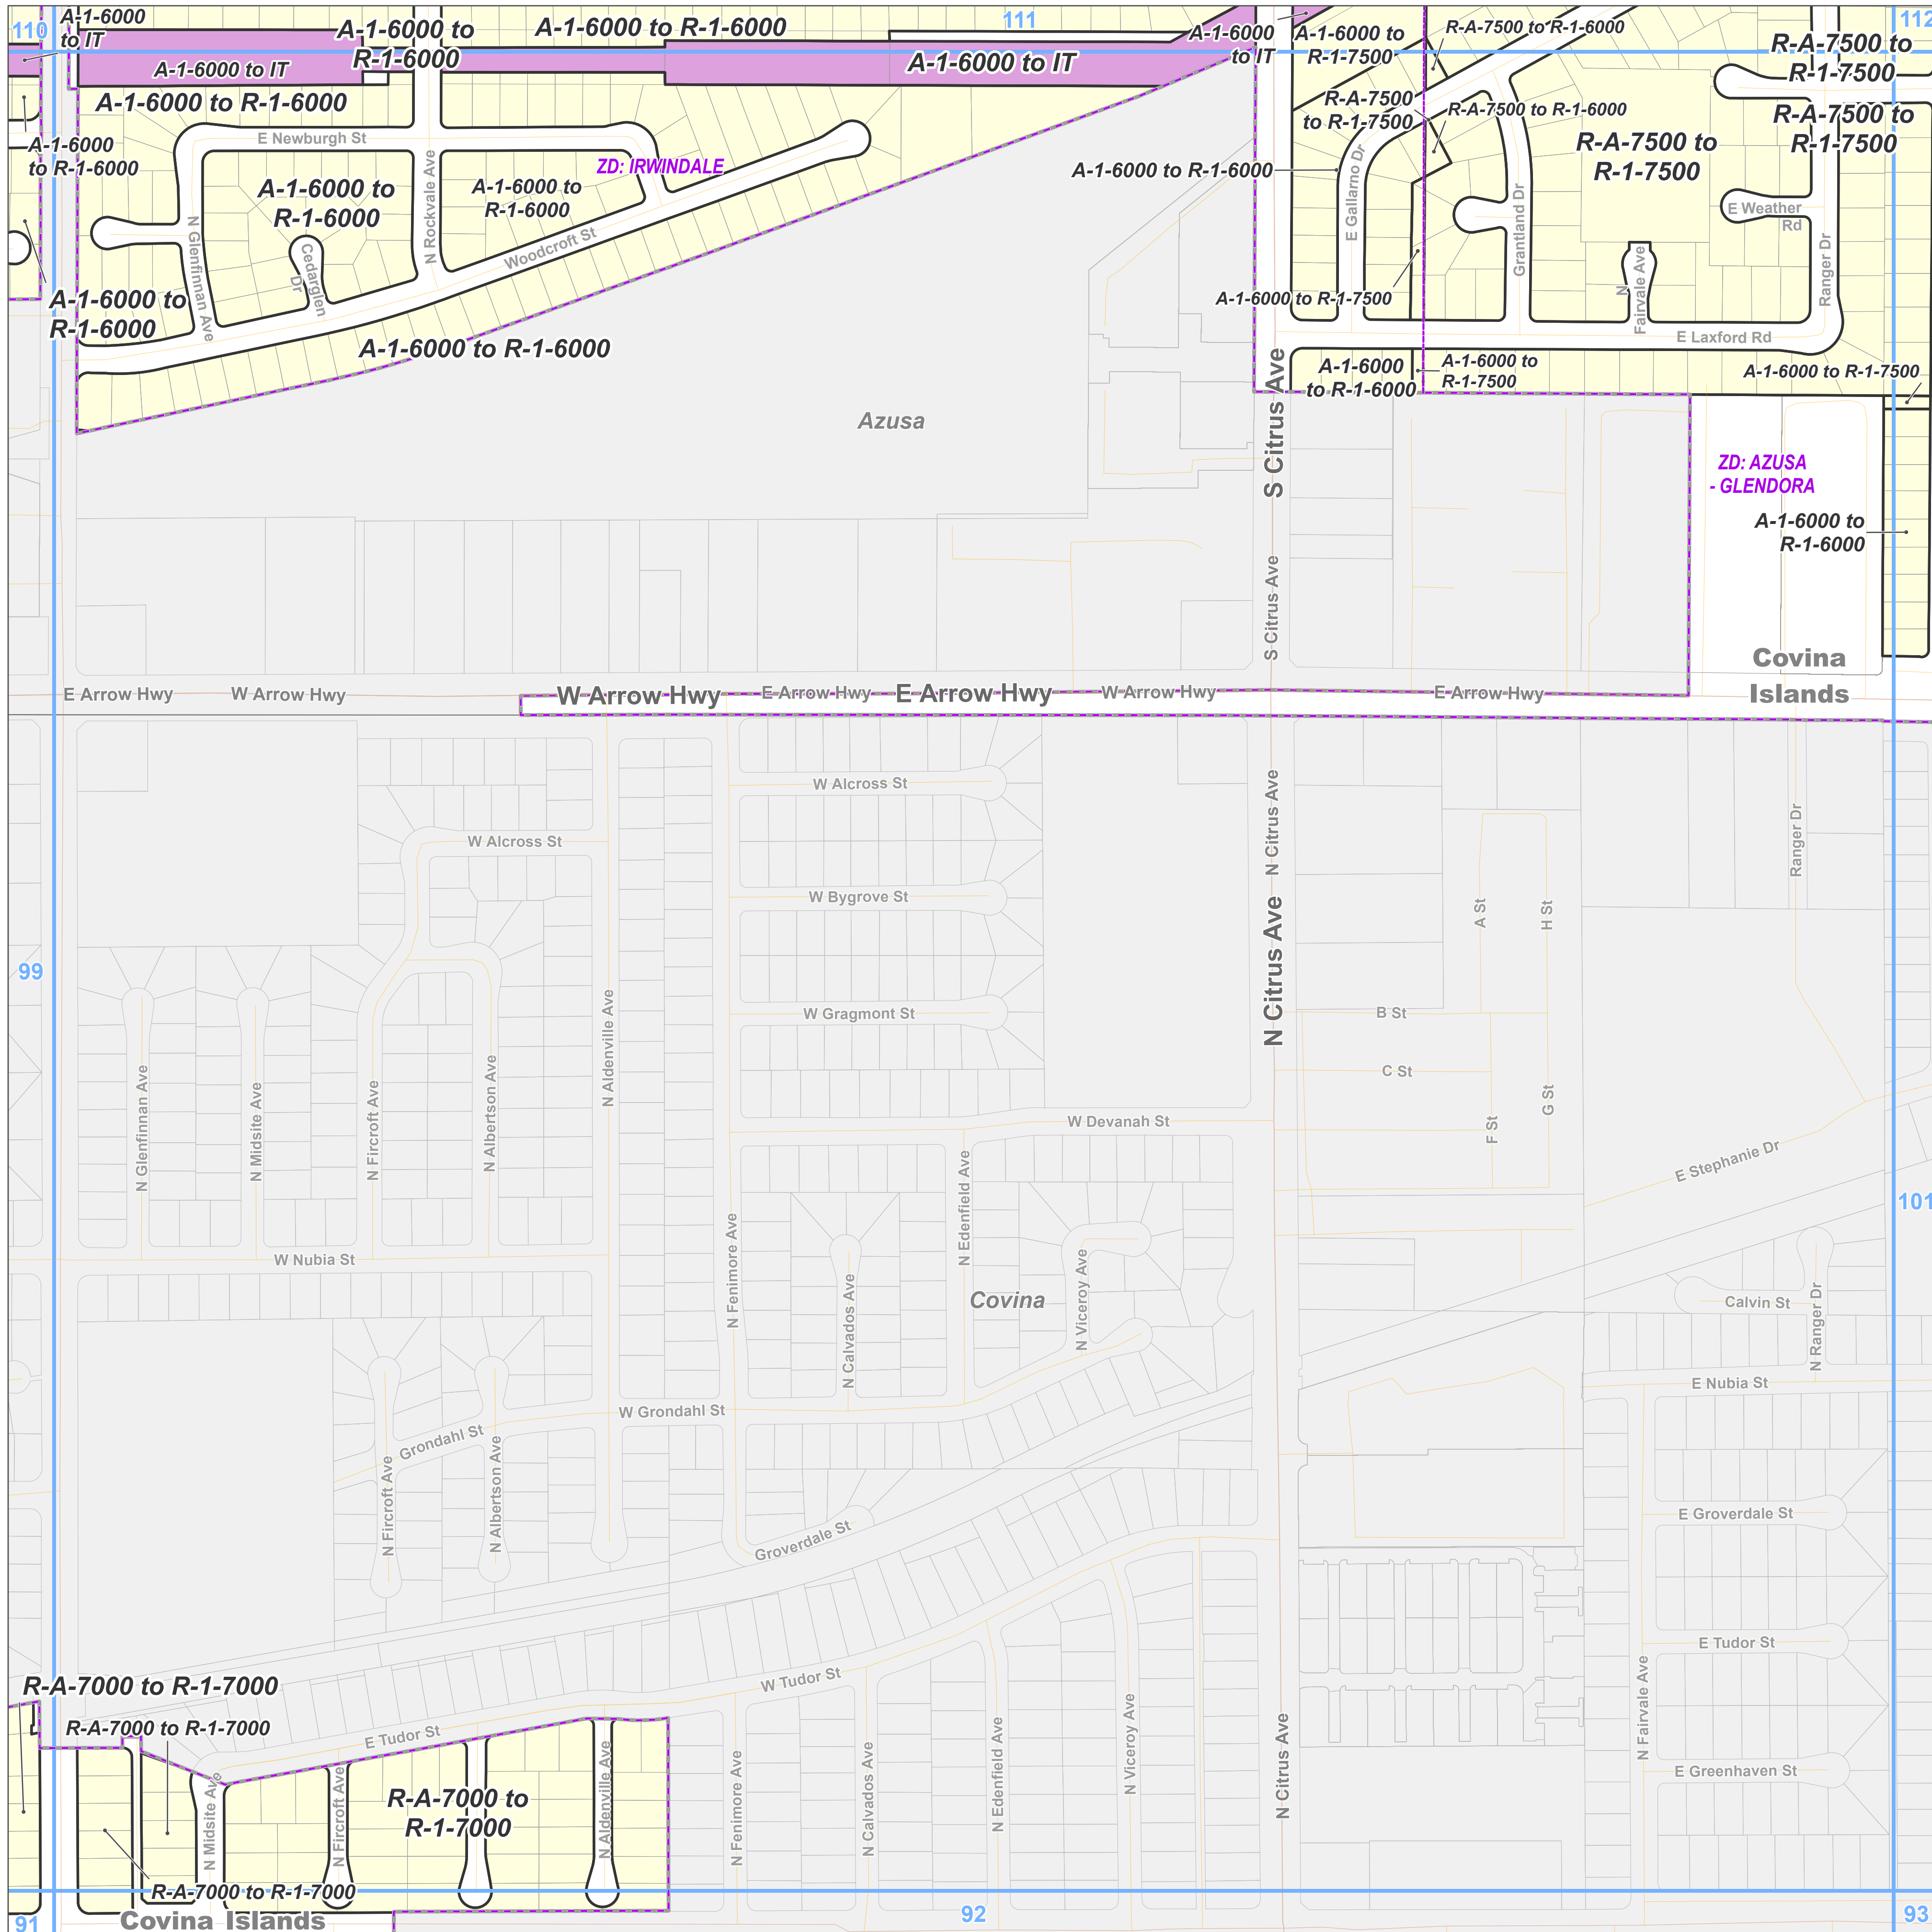 110
A-1-6000
to IT
A-1-6000 to
R-1-6000
A-1-6000 to R-1-6000
111
A-1-6000
to IT
A-1-6000 to
R-1-7500
R-A-7500 to R-1-6000
R-A-7500 to
R-1-7500
112
A-1-6000 to IT
A-1-6000 to IT
A-1-6000 to R-1-6000
R-A-7500
to R-1-7500
R-A-7500 to R-1-6000
R-A-7500 to
R-1-7500
R-A-7500 to
R-1-7500
A-1-6000
to R-1-6000
E Newburgh St
N Rockvale Ave
ZD: IRWINDALE
A-1-6000 to R-1-6000
A-1-6000 to
R-1-6000
A-1-6000 to
R-1-6000
E Gallarno Dr
Grantland Dr
E Weather
Rd
N Glenfinnan Ave
Cedarglen
Dr
Woodcroft St
N
Fairvale Ave
Ranger Dr
A-1-6000 to
R-1-6000
A-1-6000 to R-1-7500
E Laxford Rd
A-1-6000 to R-1-6000
S Citrus Ave
A-1-6000
to R-1-6000
A-1-6000 to
R-1-7500
A-1-6000 to R-1-7500
Azusa
ZD: AZUSA
- GLENDORA
A-1-6000 to
R-1-6000
S Citrus Ave
Covina
Islands
E Arrow Hwy
W Arrow Hwy
W Arrow Hwy
E Arrow Hwy
E Arrow Hwy
W Arrow Hwy
E Arrow Hwy
W Alcross St
W Alcross St
N Citrus Ave
Ranger Dr
W Bygrove St
A St
H St
99
N Citrus Ave
W Gragmont St
B St
N Aldenville Ave
C St
G St
N Glenfinnan Ave
N Midsite Ave
N Fircroft Ave
N Albertson Ave
W Devanah St
F St
E Stephanie Dr
101
N Edenfield Ave
W Nubia St
N Fenimore Ave
N Calvados Ave
Covina
N Viceroy Ave
Calvin St
N Ranger Dr
E Nubia St
W Grondahl St
Grondahl St
N Fircroft Ave
N Albertson Ave
Groverdale St
E Groverdale St
E Tudor St
R-A-7000 to R-1-7000
W Tudor St
R-A-7000 to R-1-7000
E Tudor St
N Fairvale Ave
N Citrus Ave
N Viceroy Ave
E Greenhaven St
N Midsite Ave
N Fircroft Ave
R-A-7000 to
R-1-7000
N Aldenville Ave
N Fenimore Ave
N Calvados Ave
N Edenfield Ave
R-A-7000 to R-1-7000
91
Covina Islands
92
93